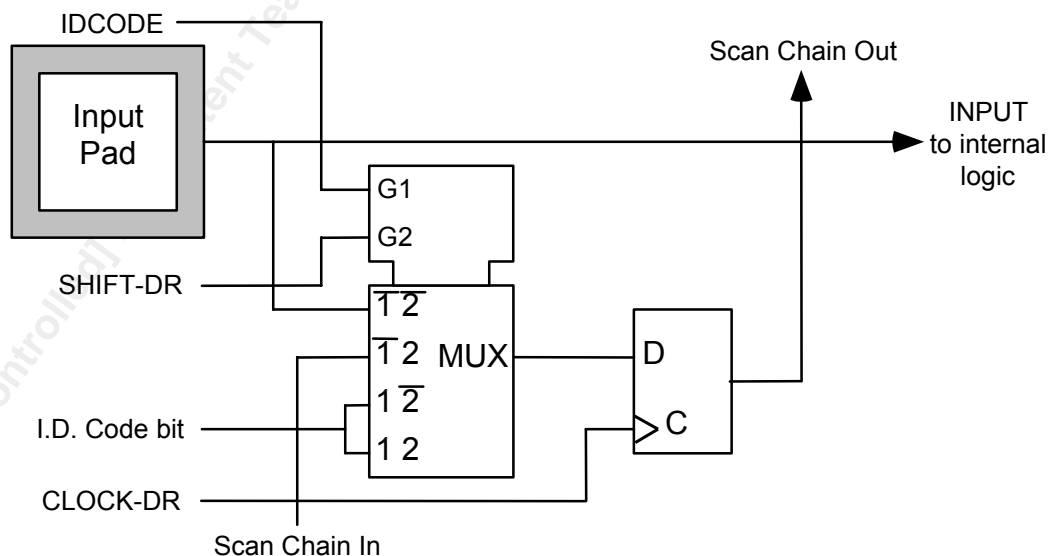 IDCODE
Scan Chain Out
Input
Pad
INPUT
to internal
logic
G1
G2
SHIFT-DR
1̅ 2̅
1̅ 2
MUX
D
1 2̅
I.D. Code bit
1 2
C
CLOCK-DR
Scan Chain In